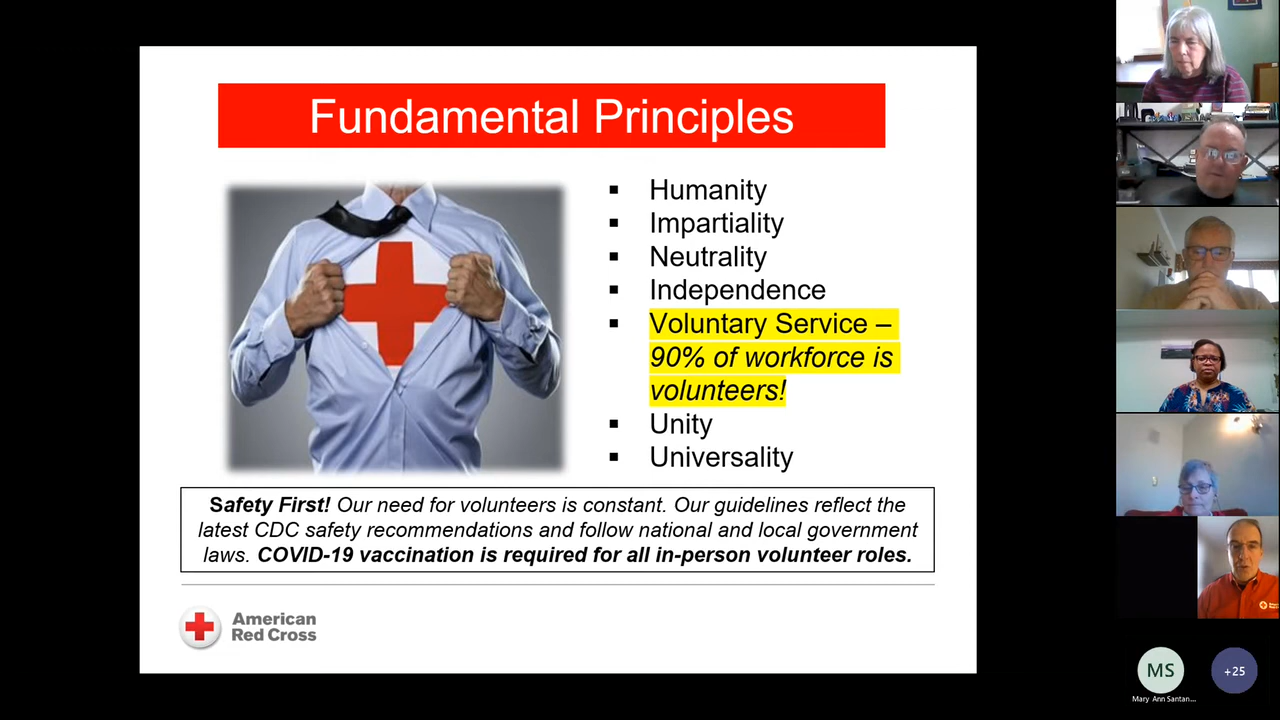 Fundamental Principles
▪ Humanity
▪ Impartiality
▪ Neutrality
▪ Independence
▪ Voluntary Service –
90% of workforce is
volunteers!
▪ Unity
▪ Universality
Safety First! Our need for volunteers is constant. Our guidelines reflect the
latest CDC safety recommendations and follow national and local government
laws. COVID-19 vaccination is required for all in-person volunteer roles.
American
Red Cross
MS
+25
Mary Ann Santan...